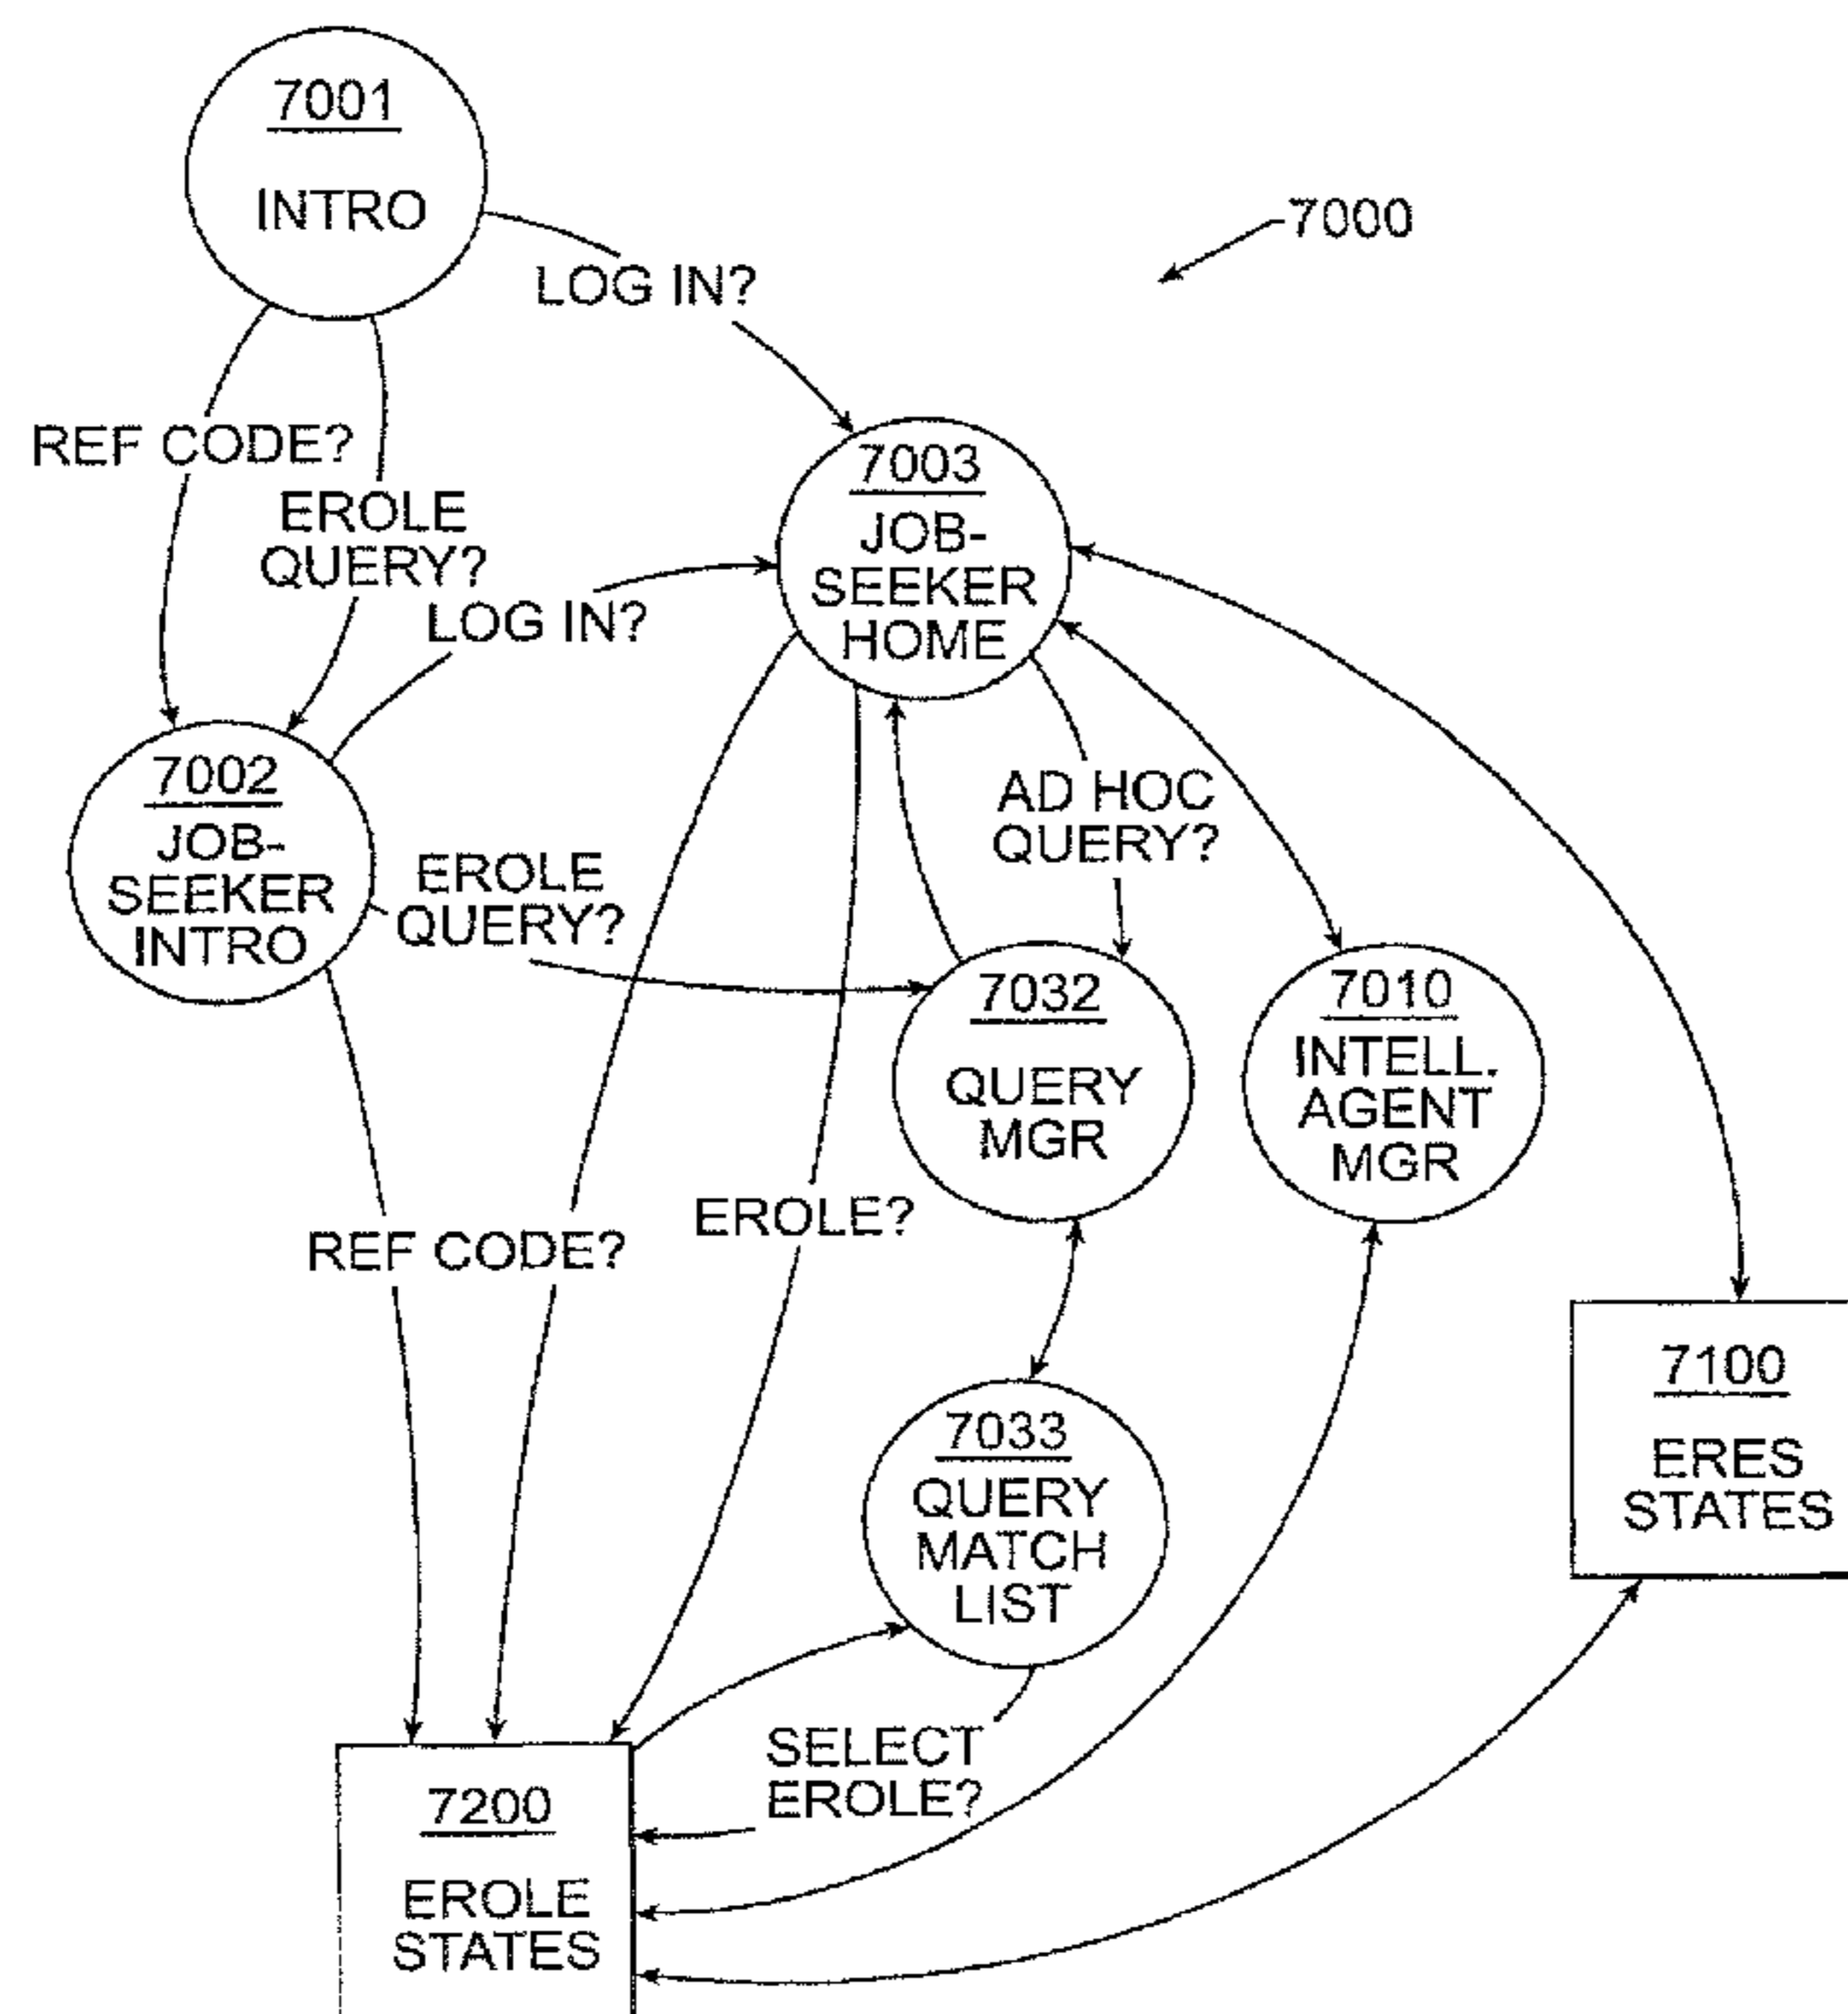 7001
INTRO
7000
LOG IN?
REF CODE?
EROLE
QUERY?
LOG IN?
7003
JOB-
SEEKER
HOME
7002
JOB-
SEEKER
INTRO
EROLE
QUERY?
AD HOC
QUERY?
7032
QUERY
MGR
7010
INTELL.
AGENT
MGR
REF CODE?
EROLE?
7033
QUERY
MATCH
LIST
7100
ERES
STATES
SELECT
EROLE?
7200
EROLE
STATES